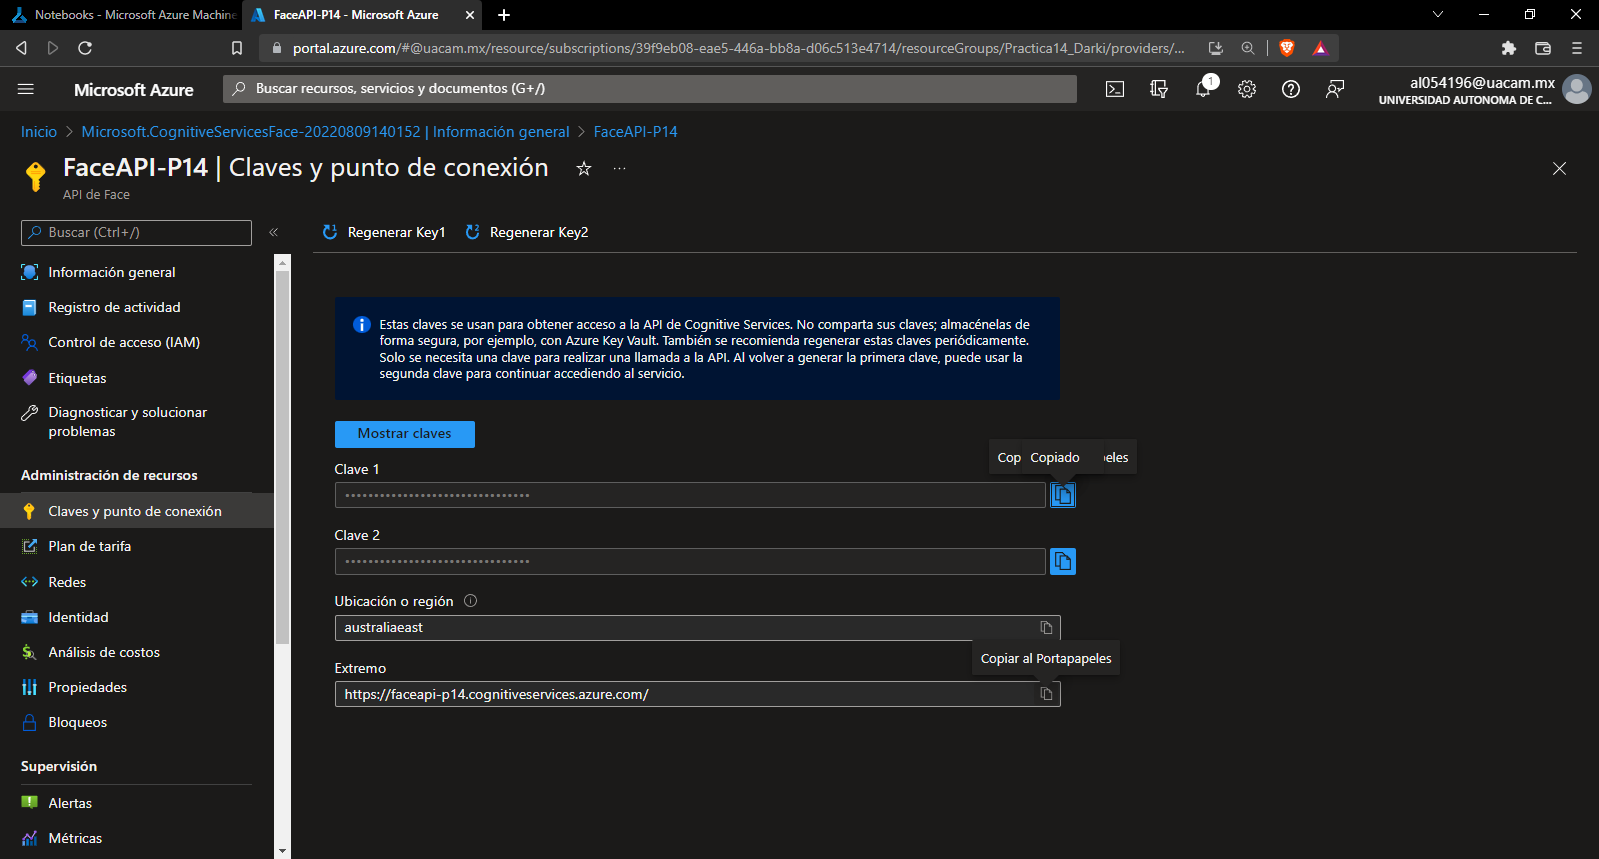 Notebooks - Microsoft Azure Machine
FaceAPI-P14 - Microsoft Azure
portal.azure.com/#@uacam.mx/resource/subscriptions/39f9eb08-eae5-446a-bb8a-d06c513e4714/resourceGroups/Practica14_Darki/providers/...
Microsoft Azure
Buscar recursos, servicios y documentos (G+/)
1
al054196@uacam.mx
UNIVERSIDAD AUTONOMA DE C...
Inicio > Microsoft.CognitiveServicesFace-20220809140152 | Información general > FaceAPI-P14
FaceAPI-P14 | Claves y punto de conexión
API de Face
Buscar (Ctrl+/)
Regenerar Key1
Regenerar Key2
Información general
Registro de actividad
Control de acceso (IAM)
Etiquetas
Diagnosticar y solucionar
problemas
Administración de recursos
Claves y punto de conexión
Plan de tarifa
Redes
Identidad
Análisis de costos
Propiedades
Bloqueos
Supervisión
Alertas
Métricas
Estas claves se usan para obtener acceso a la API de Cognitive Services. No comparta sus claves; almacénelas de
forma segura, por ejemplo, con Azure Key Vault. También se recomienda regenerar estas claves periódicamente.
Solo se necesita una clave para realizar una llamada a la API. Al volver a generar la primera clave, puede usar la
segunda clave para continuar accediendo al servicio.
Mostrar claves
Cop Copiado eles
Clave 1
Clave 2
Ubicación o región
australiaeast
Copiar al Portapapeles
Extremo
https://faceapi-p14.cognitiveservices.azure.com/